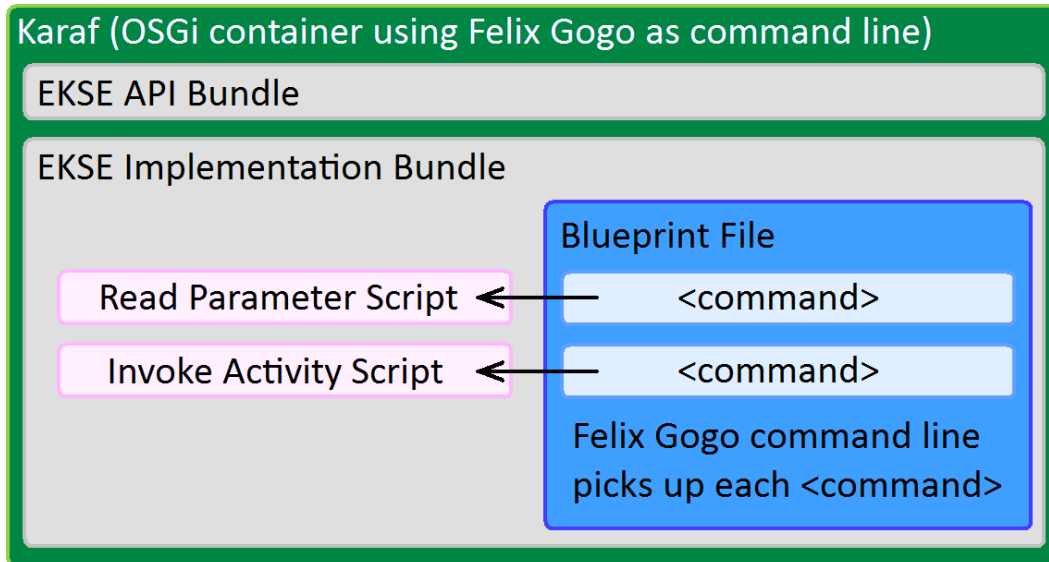 Karaf (OSGi container using Felix Gogo as command line)
EKSE API Bundle
EKSE Implementation Bundle
Blueprint File
Read Parameter Script
<command>
Invoke Activity Script
<command>
Felix Gogo command line
picks up each <command>